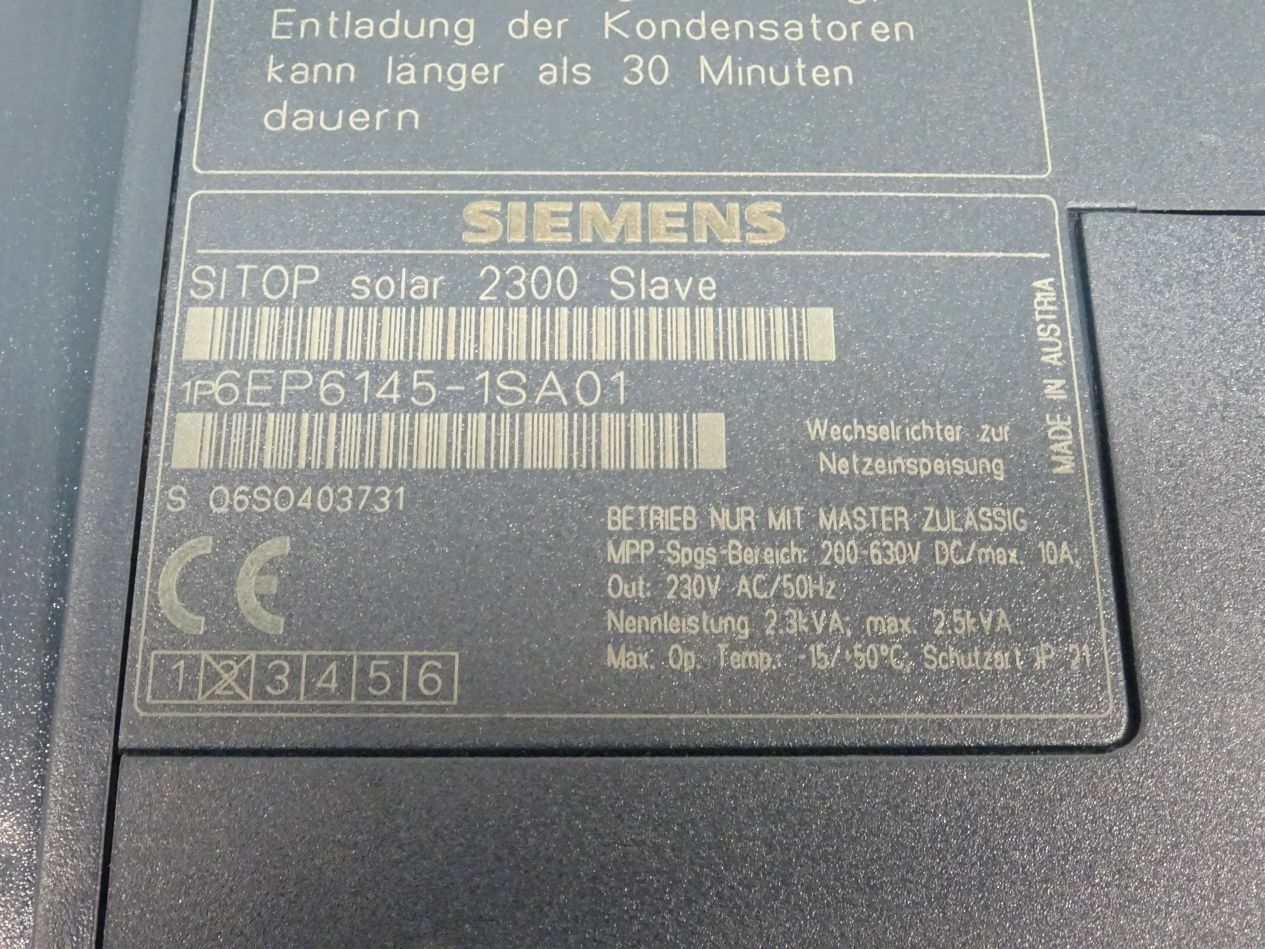 Entladung der Kondensatoren
kann länger als 30 Minuten
dauern
SIEMENS
SITOP solar 2300 Slave
1P6EP6145-1SA01
MADE IN AUSTRIA
Wechselrichter zur
Netzeinspeisung
S Q6S0403731
BETRIEB NUR MIT MASTER ZULÄSSIG
MPP-Spgs-Bereich: 200-630V DC/max. 10A;
Out: 230V AC/50Hz
Nennleistung 2.3kVA; max. 2.5kVA
Max. Op. Temp.: -15/+50°C, Schutzart IP 21
CE
1 2 3 4 5 6